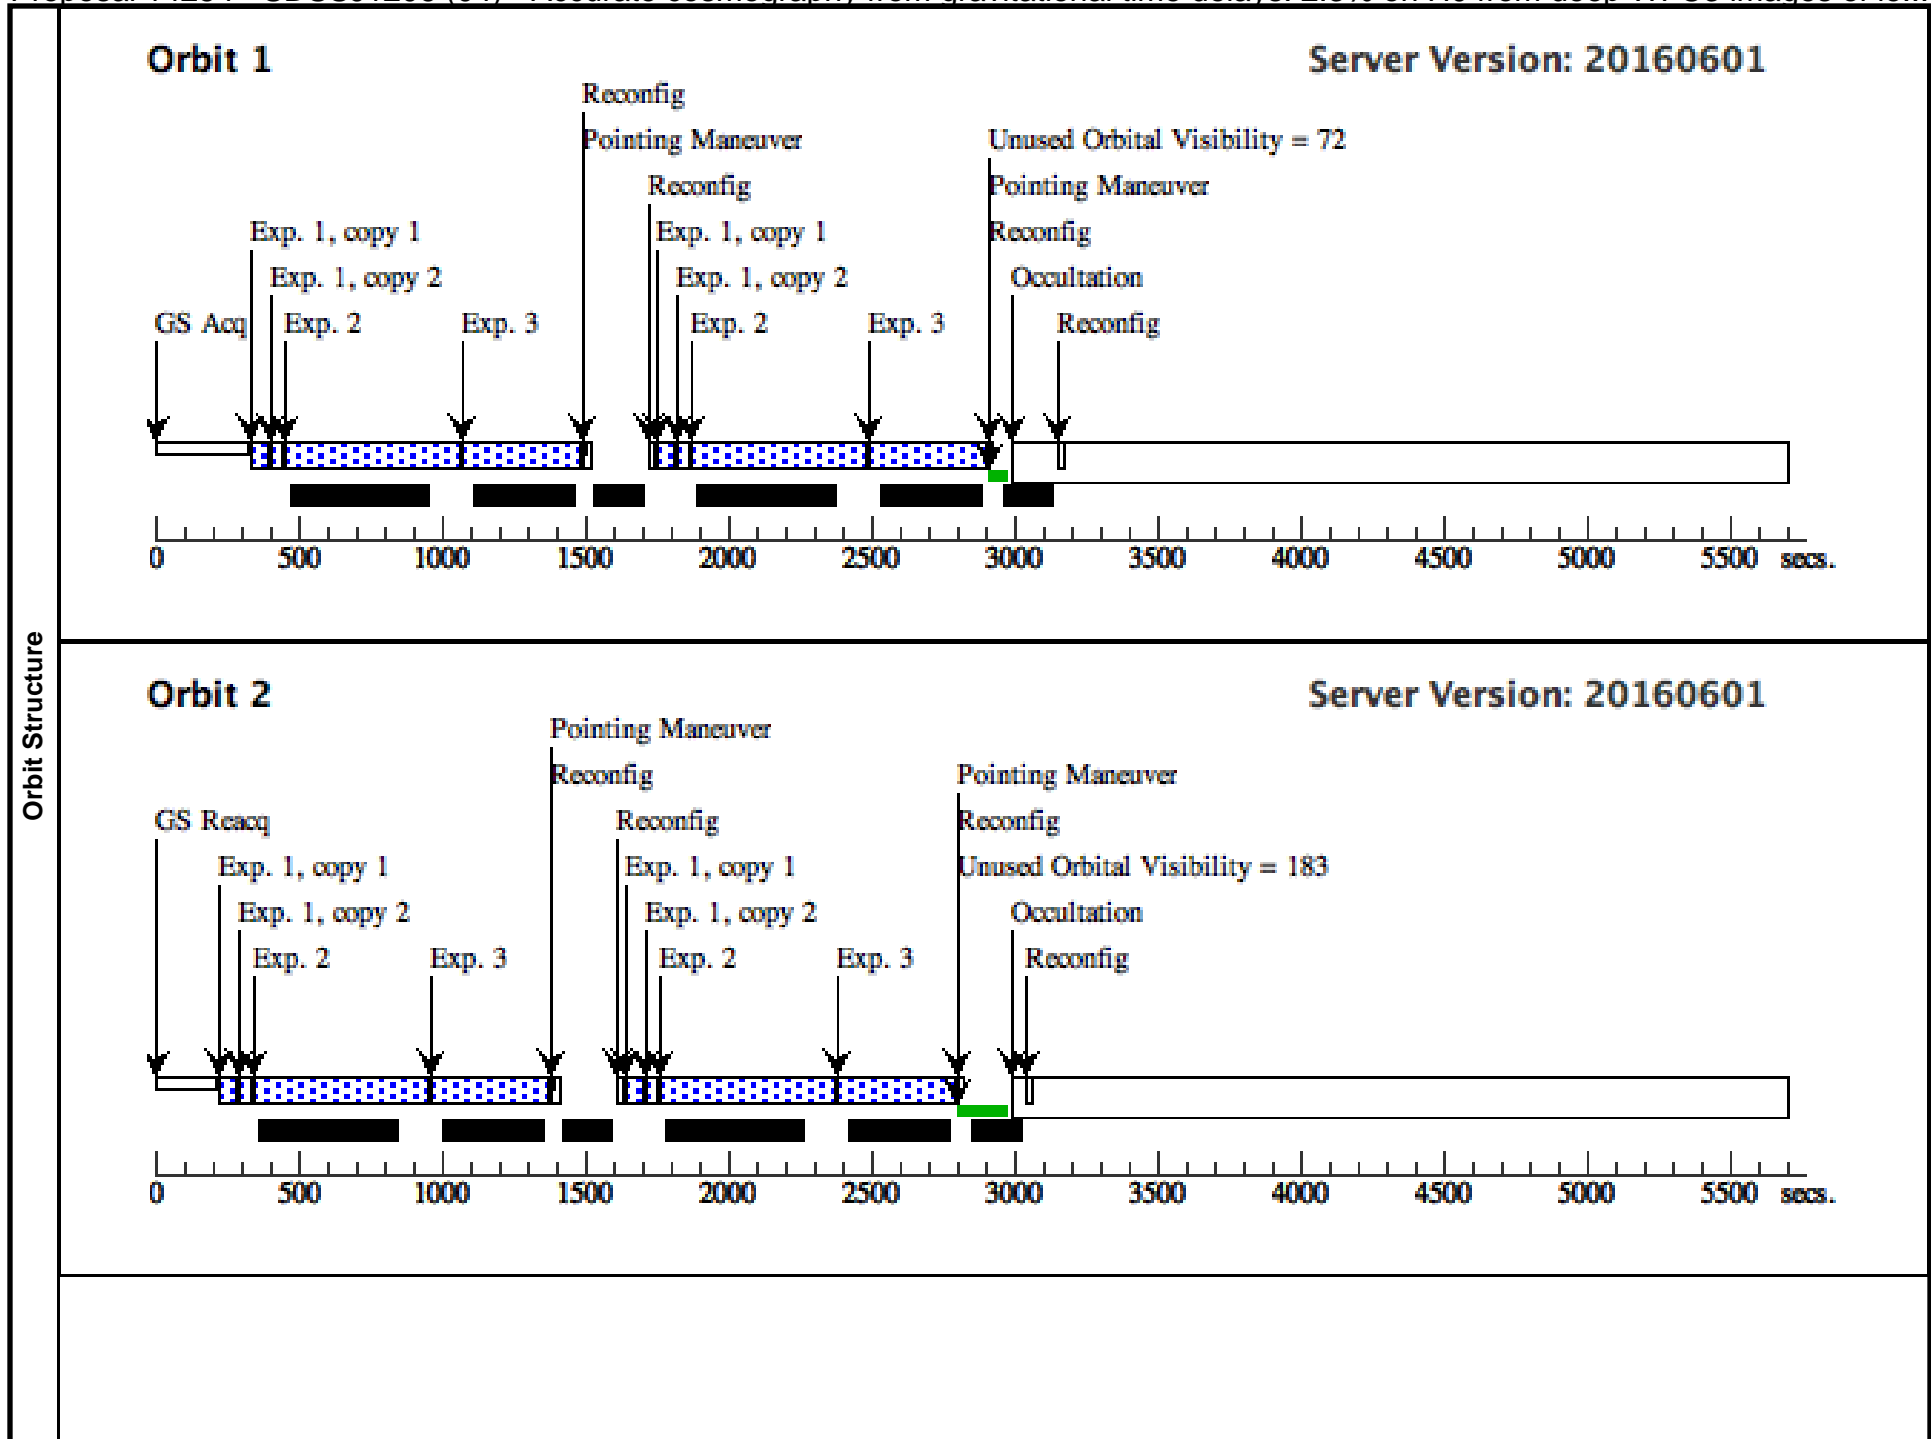 Orbit Structure
Orbit 1
Server Version: 20160601
Reconfig
Pointing Maneuver
Unused Orbital Visibility = 72
Reconfig
Pointing Maneuver
Exp. 1, copy 1
Exp. 1, copy 1
Reconfig
Exp. 1, copy 2
Exp. 1, copy 2
Occultation
GS Acq
Exp. 2
Exp. 3
Exp. 2
Exp. 3
Reconfig
0 500 1000 1500 2000 2500 3000 3500 4000 4500 5000 5500 secs.
Orbit 2
Server Version: 20160601
Pointing Maneuver
Reconfig
Pointing Maneuver
GS Reacq
Reconfig
Reconfig
Exp. 1, copy 1
Exp. 1, copy 1
Unused Orbital Visibility = 183
Exp. 1, copy 2
Exp. 1, copy 2
Occultation
Exp. 2
Exp. 3
Exp. 2
Exp. 3
Reconfig
0 500 1000 1500 2000 2500 3000 3500 4000 4500 5000 5500 secs.